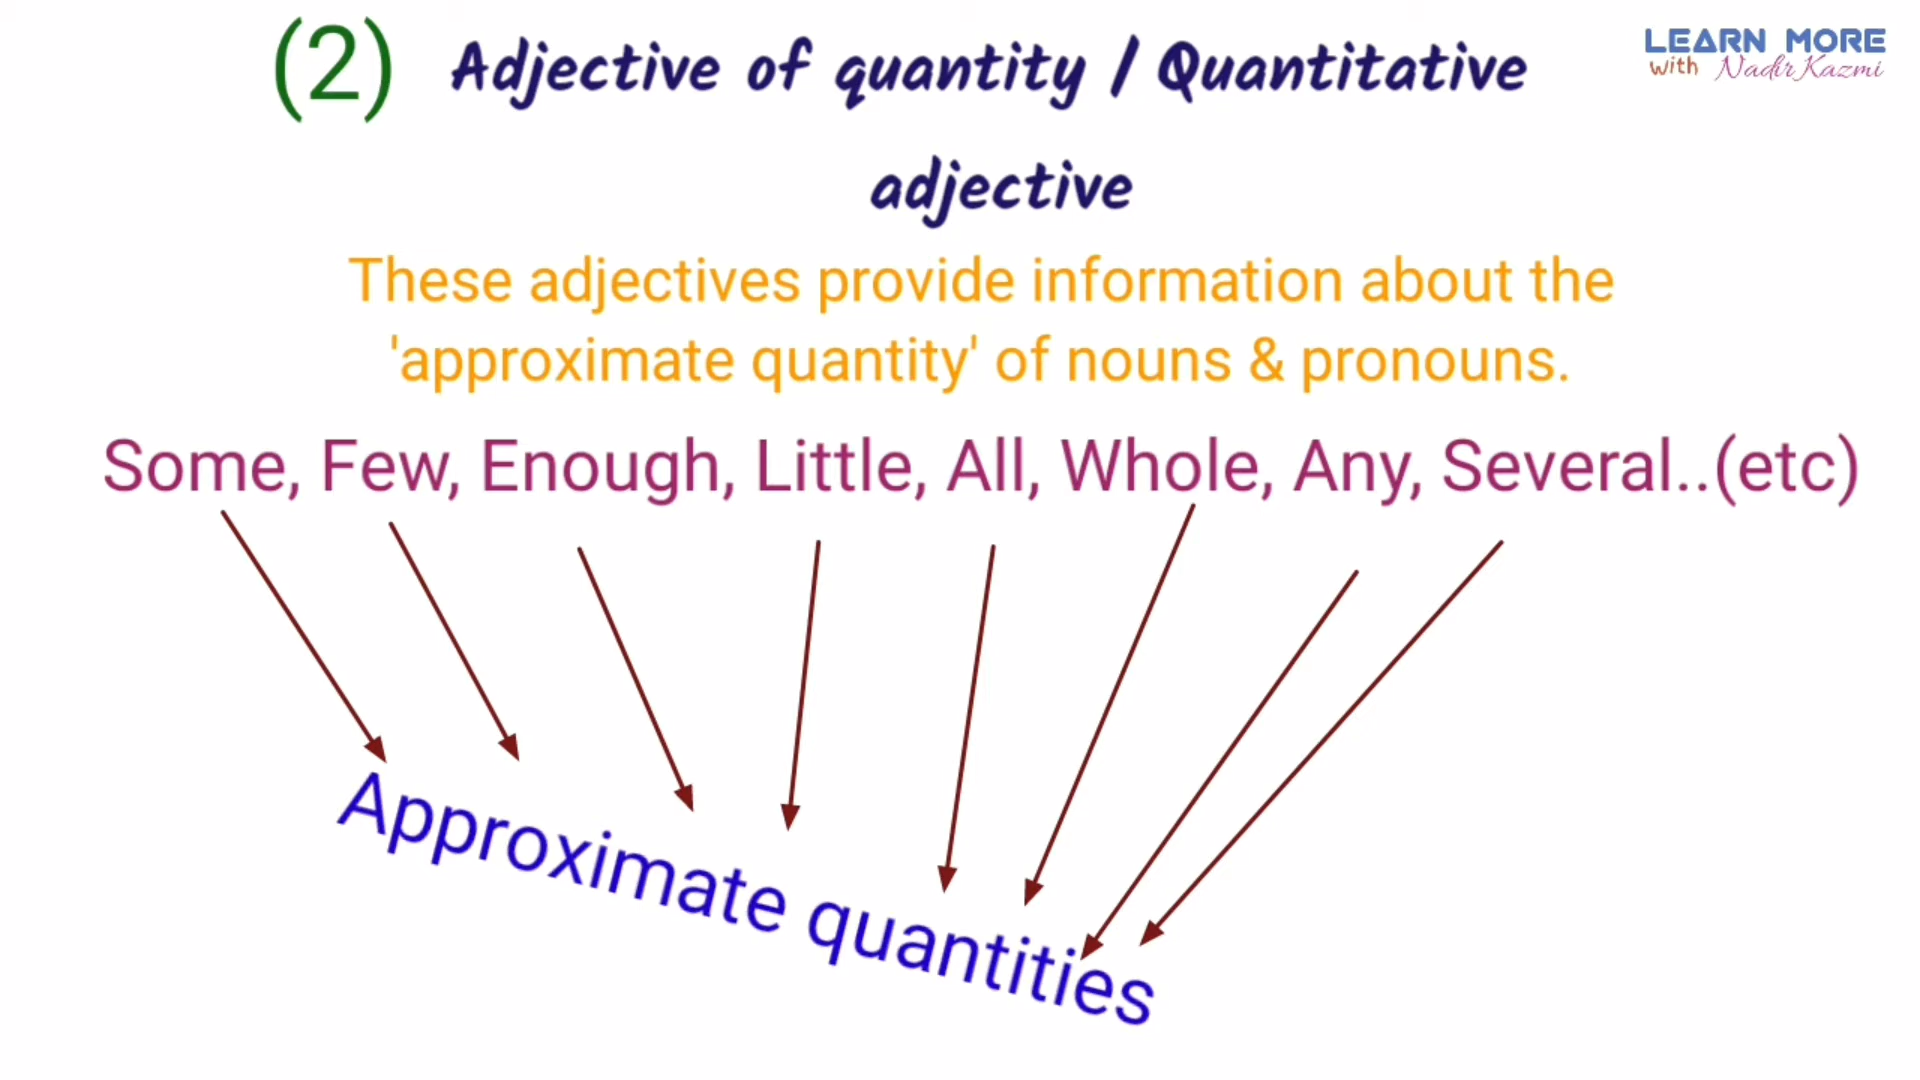 (2) Adjective of quantity / Quantitative
adjective
LEARN MORE
with Nadir Kazmi
These adjectives provide information about the
'approximate quantity' of nouns & pronouns.
Some, Few, Enough, Little, All, Whole, Any, Several..(etc)
Approximate quantities